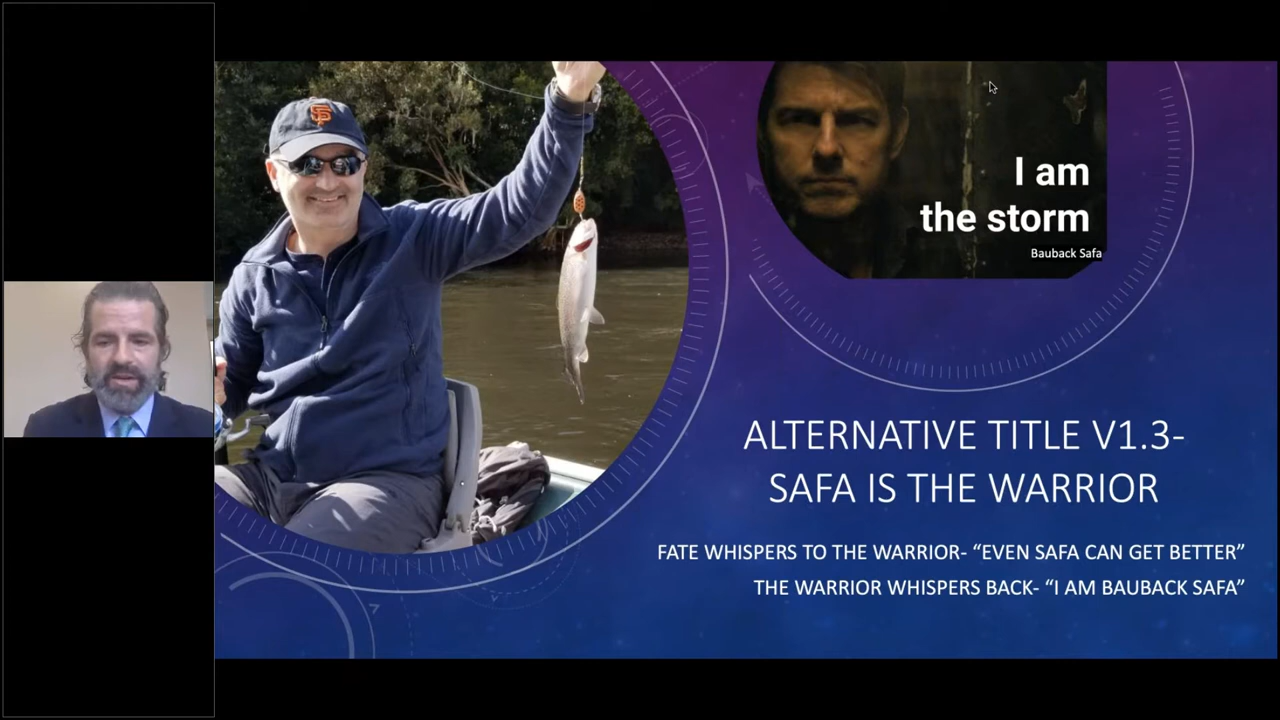 SF
I am
the storm
Bauback Safa
ALTERNATIVE TITLE V1.3-
SAFA IS THE WARRIOR
FATE WHISPERS TO THE WARRIOR- “EVEN SAFA CAN GET BETTER”
THE WARRIOR WHISPERS BACK- “I AM BAUBACK SAFA”